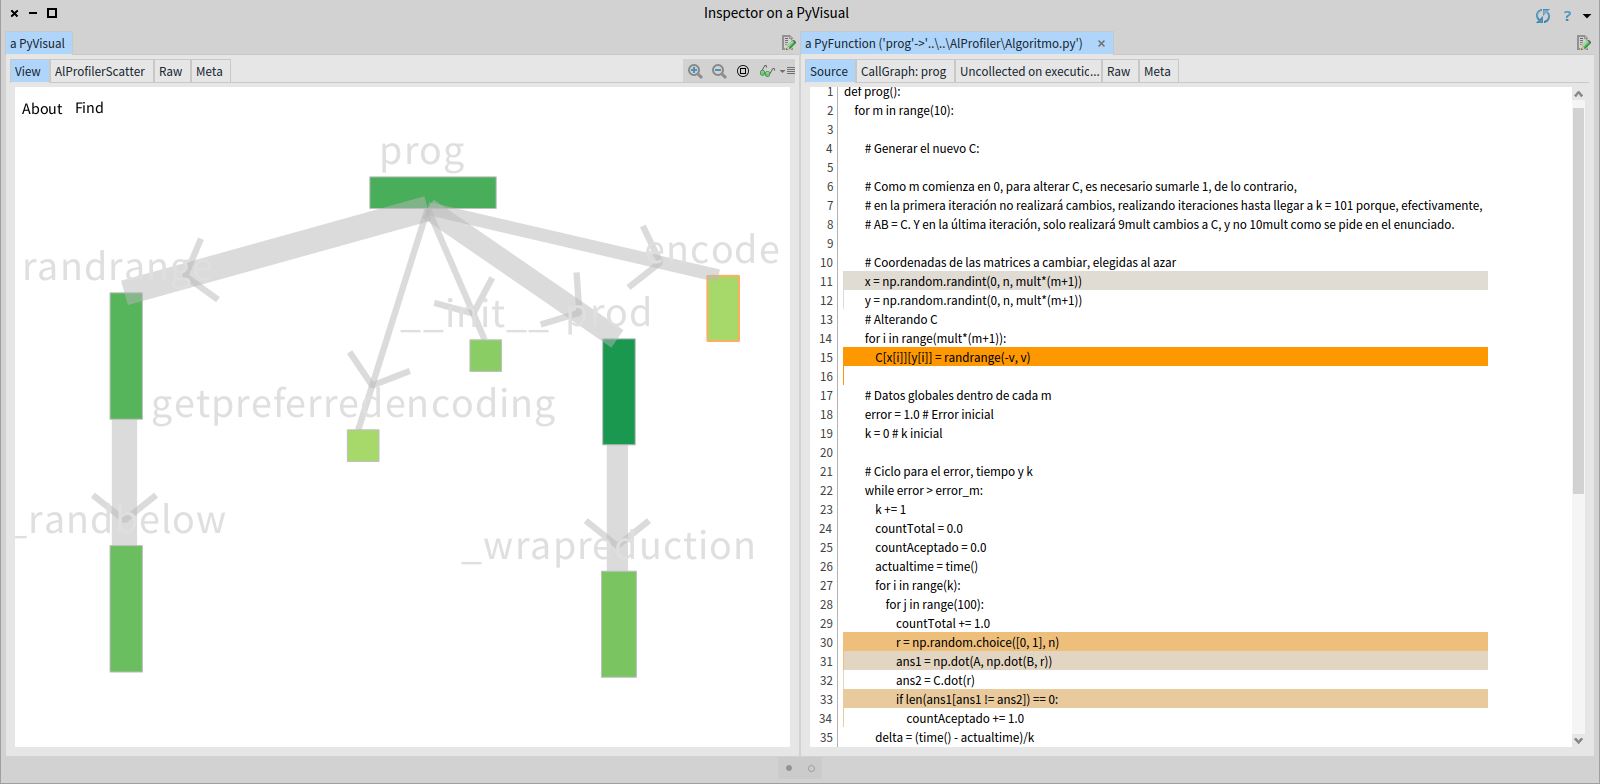 Inspector on a PyVisual
?
a PyVisual
View
AlProfilerScatter
Raw
Meta
About
Find
prog
randrange
encode
__init__
prod
getpreferredencoding
_randbelow
_wrapreduction
a PyFunction ('prog'->'..\..\AlProfiler\Algoritmo.py')
Source
CallGraph: prog
Uncollected on executic...
Raw
Meta
1 def prog():
2 for m in range(10):
3
4 # Generar el nuevo C:
5
6 # Como m comienza en 0, para alterar C, es necesario sumarle 1, de lo contrario,
7 # en la primera iteración no realizará cambios, realizando iteraciones hasta llegar a k = 101 porque, efectivamente,
8 # AB = C. Y en la última iteración, solo realizará 9mult cambios a C, y no 10mult como se pide en el enunciado.
9
10 # Coordenadas de las matrices a cambiar, elegidas al azar
11 x = np.random.randint(0, n, mult*(m+1))
12 y = np.random.randint(0, n, mult*(m+1))
13 # Alterando C
14 for i in range(mult*(m+1)):
15 C[x[i]][y[i]] = randrange(-v, v)
16
17 # Datos globales dentro de cada m
18 error = 1.0 # Error inicial
19 k = 0 # k inicial
20
21 # Ciclo para el error, tiempo y k
22 while error > error_m:
23 k += 1
24 countTotal = 0.0
25 countAceptado = 0.0
26 actualtime = time()
27 for i in range(k):
28 for j in range(100):
29 countTotal += 1.0
30 r = np.random.choice([0, 1], n)
31 ans1 = np.dot(A, np.dot(B, r))
32 ans2 = C.dot(r)
33 if len(ans1[ans1 != ans2]) == 0:
34 countAceptado += 1.0
35 delta = (time() - actualtime)/k